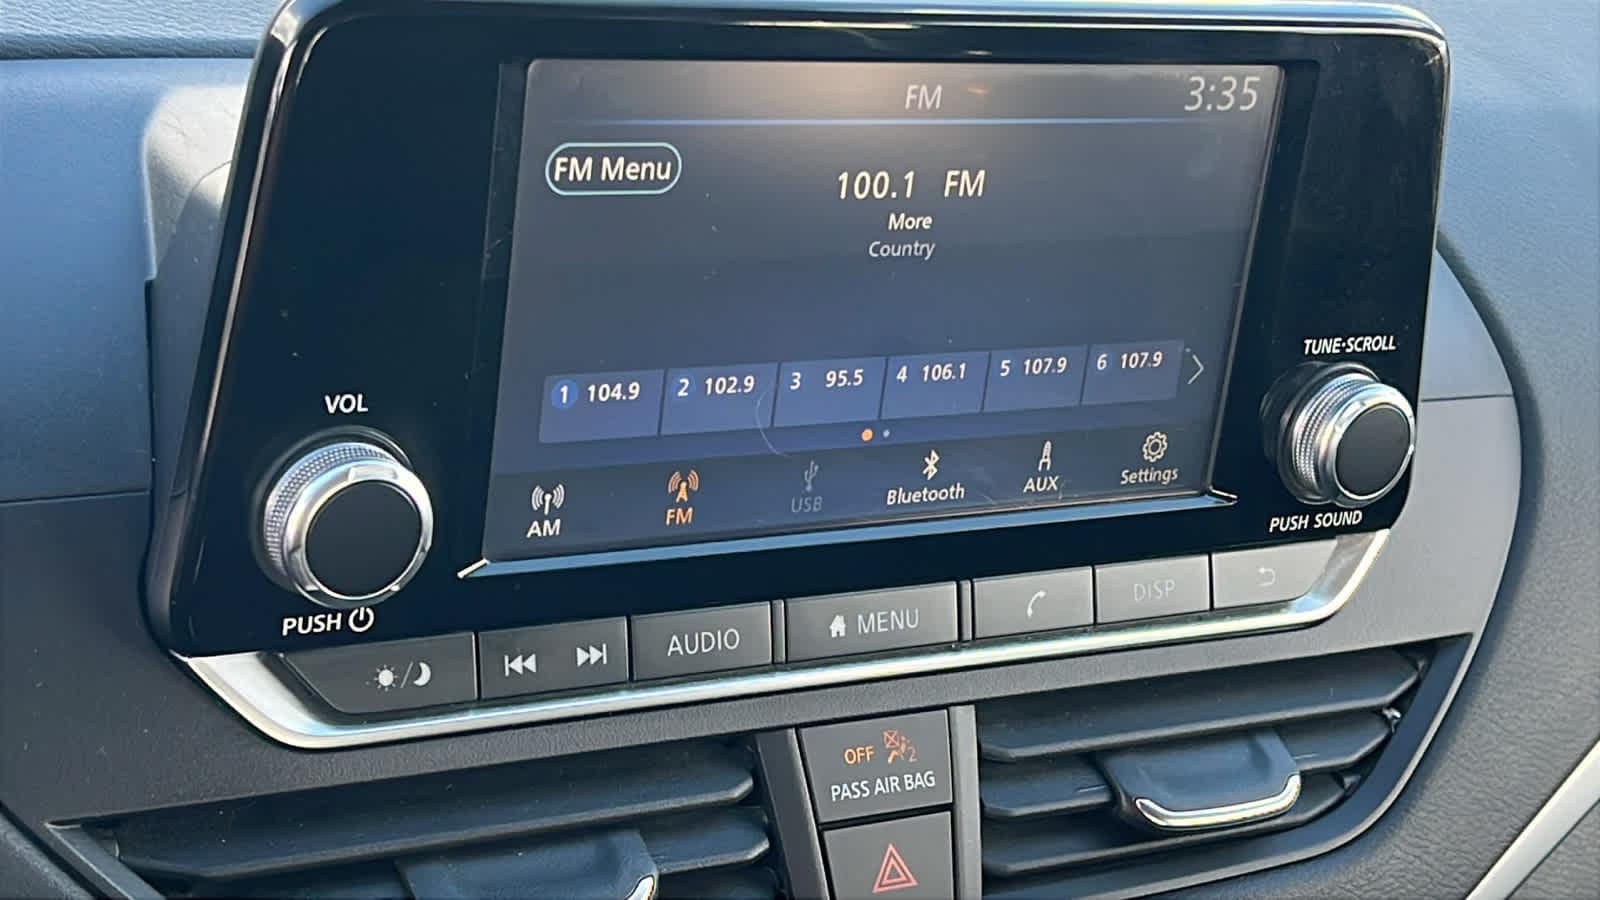 FM 3:35
FM Menu
100.1 FM
More
Country
1 104.9 2 102.9 3 95.5 4 106.1 5 107.9 6 107.9
AM FM USB Bluetooth AUX Settings
VOL
PUSH
TUNE·SCROLL
PUSH SOUND
AUDIO MENU DISP
OFF 2
PASS AIR BAG